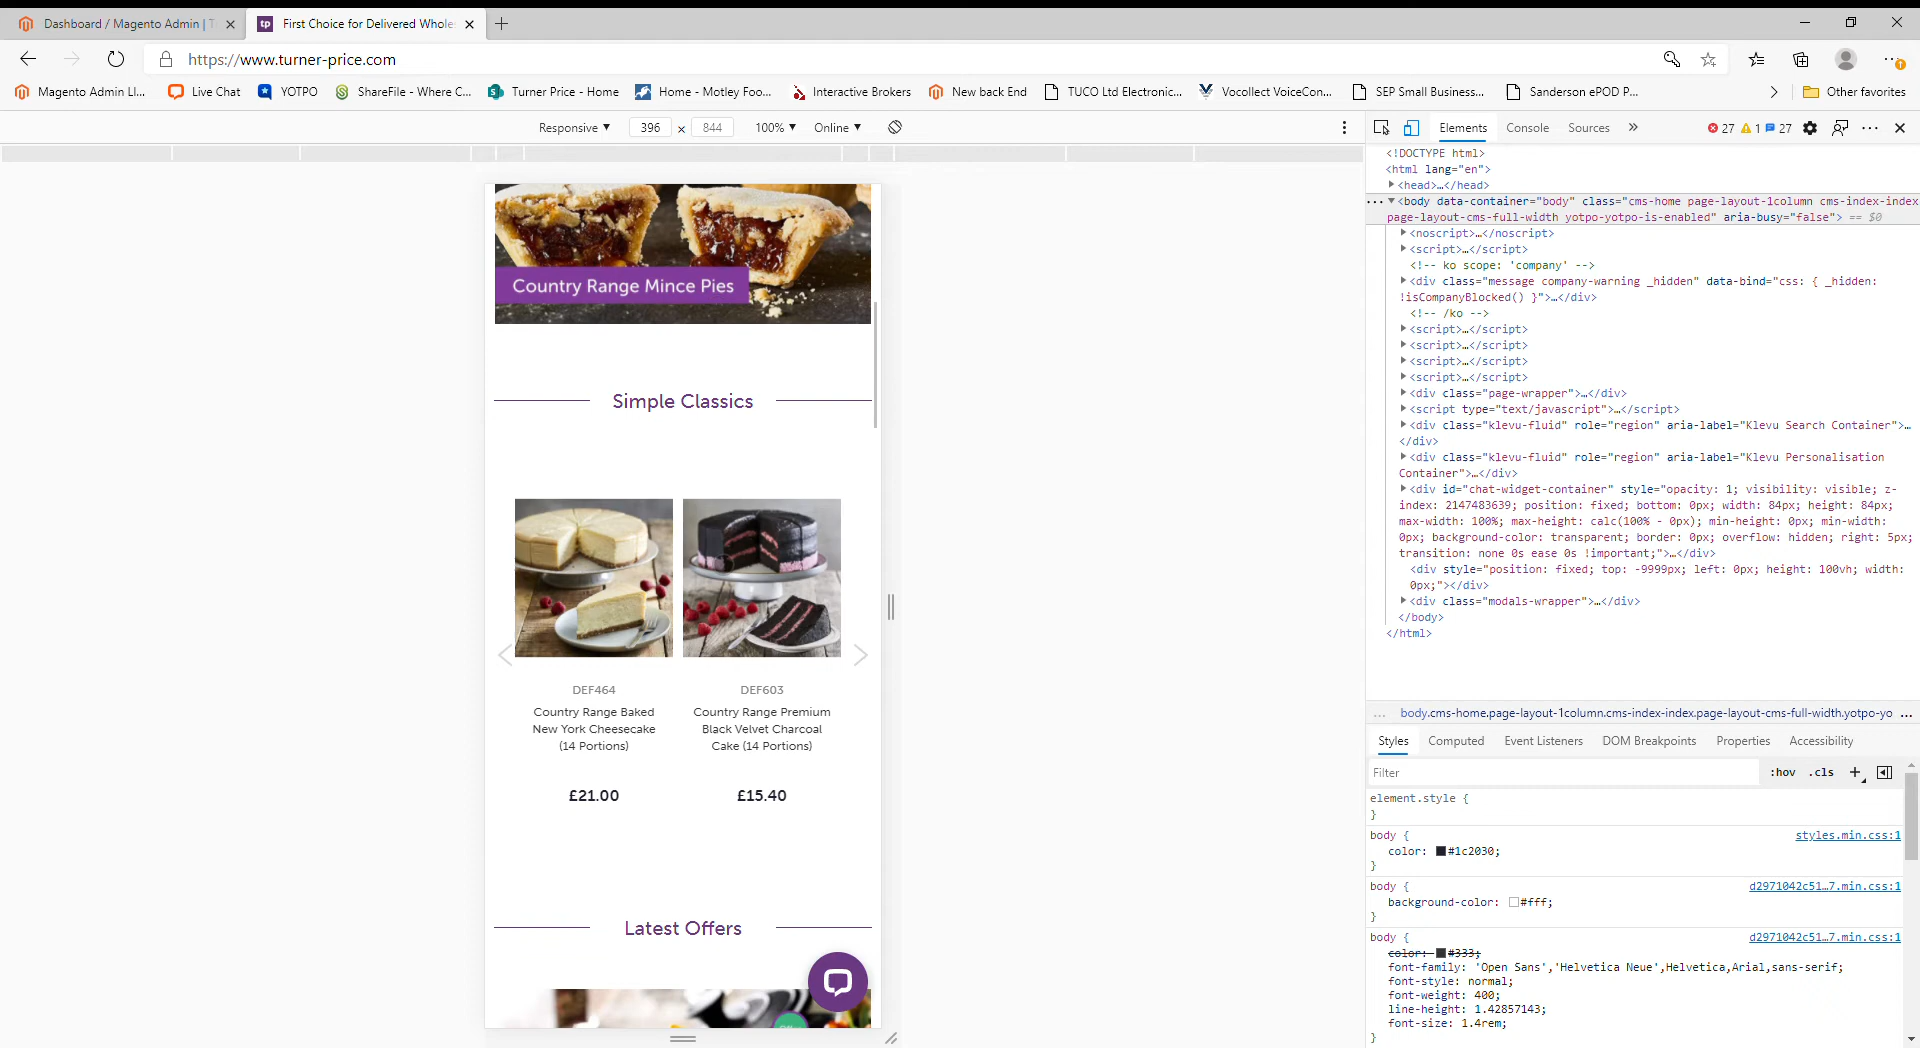 Dashboard / Magento Admin | T
First Choice for Delivered Whole
https://www.turner-price.com
Magento Admin LI...
Live Chat
YOTPO
ShareFile - Where C...
Turner Price - Home
Home - Motley Foo...
Interactive Brokers
New back End
TUCO Ltd Electronic...
Vocollect VoiceCon...
SEP Small Business...
Sanderson ePOD P...
Other favorites
Responsive ▼ 396 x 844 100% ▼ Online ▼
Country Range Mince Pies
Simple Classics
DEF464
Country Range Baked
New York Cheesecake
(14 Portions)
£21.00
DEF603
Country Range Premium
Black Velvet Charcoal
Cake (14 Portions)
£15.40
Latest Offers
Elements Console Sources » 27 1 27
<!DOCTYPE html>
<html lang="en">
<head>…</head>
<body data-container="body" class="cms-home page-layout-1column cms-index-index
page-layout-cms-full-width yotpo-yotpo-is-enabled" aria-busy="false"> == $0
<noscript>…</noscript>
<script>…</script>
<!-- ko scope: 'company' -->
<div class="message company-warning _hidden" data-bind="css: { _hidden:
!isCompanyBlocked() }">…</div>
<!-- /ko -->
<script>…</script>
<script>…</script>
<script>…</script>
<script>…</script>
<div class="page-wrapper">…</div>
<script type="text/javascript">…</script>
<div class="klevu-fluid" role="region" aria-label="Klevu Search Container">…
</div>
<div class="klevu-fluid" role="region" aria-label="Klevu Personalisation
Container">…</div>
<div id="chat-widget-container" style="opacity: 1; visibility: visible; z-
index: 2147483639; position: fixed; bottom: 0px; width: 84px; height: 84px;
max-width: 100%; max-height: calc(100% - 0px); min-height: 0px; min-width:
0px; background-color: transparent; border: 0px; overflow: hidden; right: 5px;
transition: none 0s ease 0s !important;">…</div>
<div style="position: fixed; top: -9999px; left: 0px; height: 100vh; width:
0px;"></div>
<div class="modals-wrapper">…</div>
</body>
</html>
... body.cms-home.page-layout-1column.cms-index-index.page-layout-cms-full-width.yotpo-yo ...
Styles Computed Event Listeners DOM Breakpoints Properties Accessibility
Filter :hov .cls +
element.style {
}
body { styles.min.css:1
color: #1c2030;
}
body { d2971042c51…7.min.css:1
background-color: #fff;
}
body { d2971042c51…7.min.css:1
color: #333;
font-family: 'Open Sans','Helvetica Neue',Helvetica,Arial,sans-serif;
font-style: normal;
font-weight: 400;
line-height: 1.42857143;
font-size: 1.4rem;
}